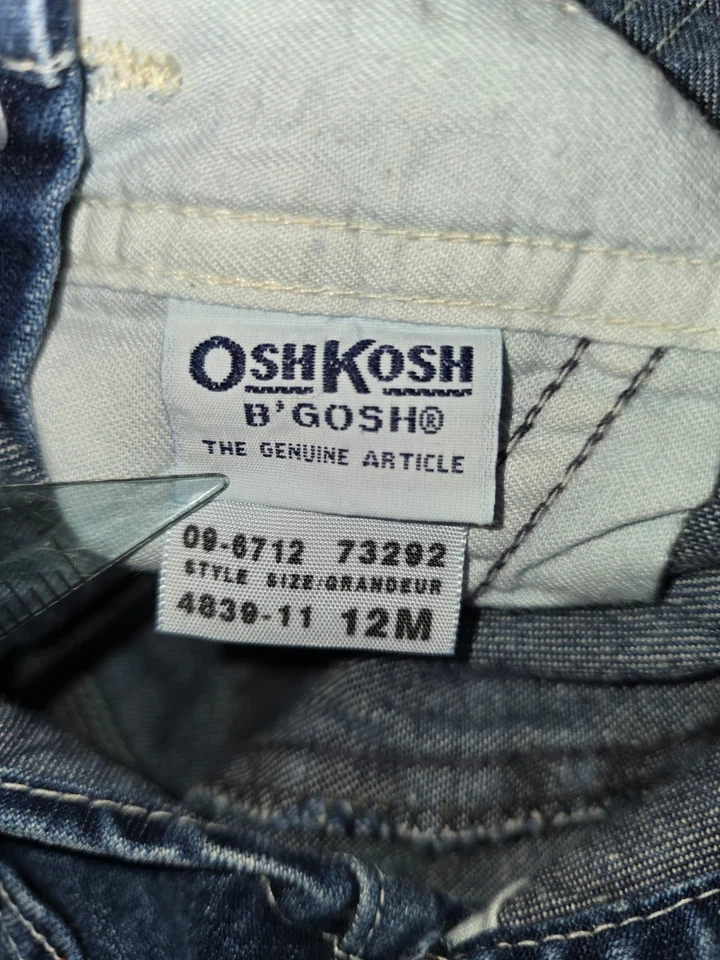 OSHKOSH
B'GOSH®
THE GENUINE ARTICLE
09-6712 73292
STYLE SIZE/GRANDEUR
4839-11 12M